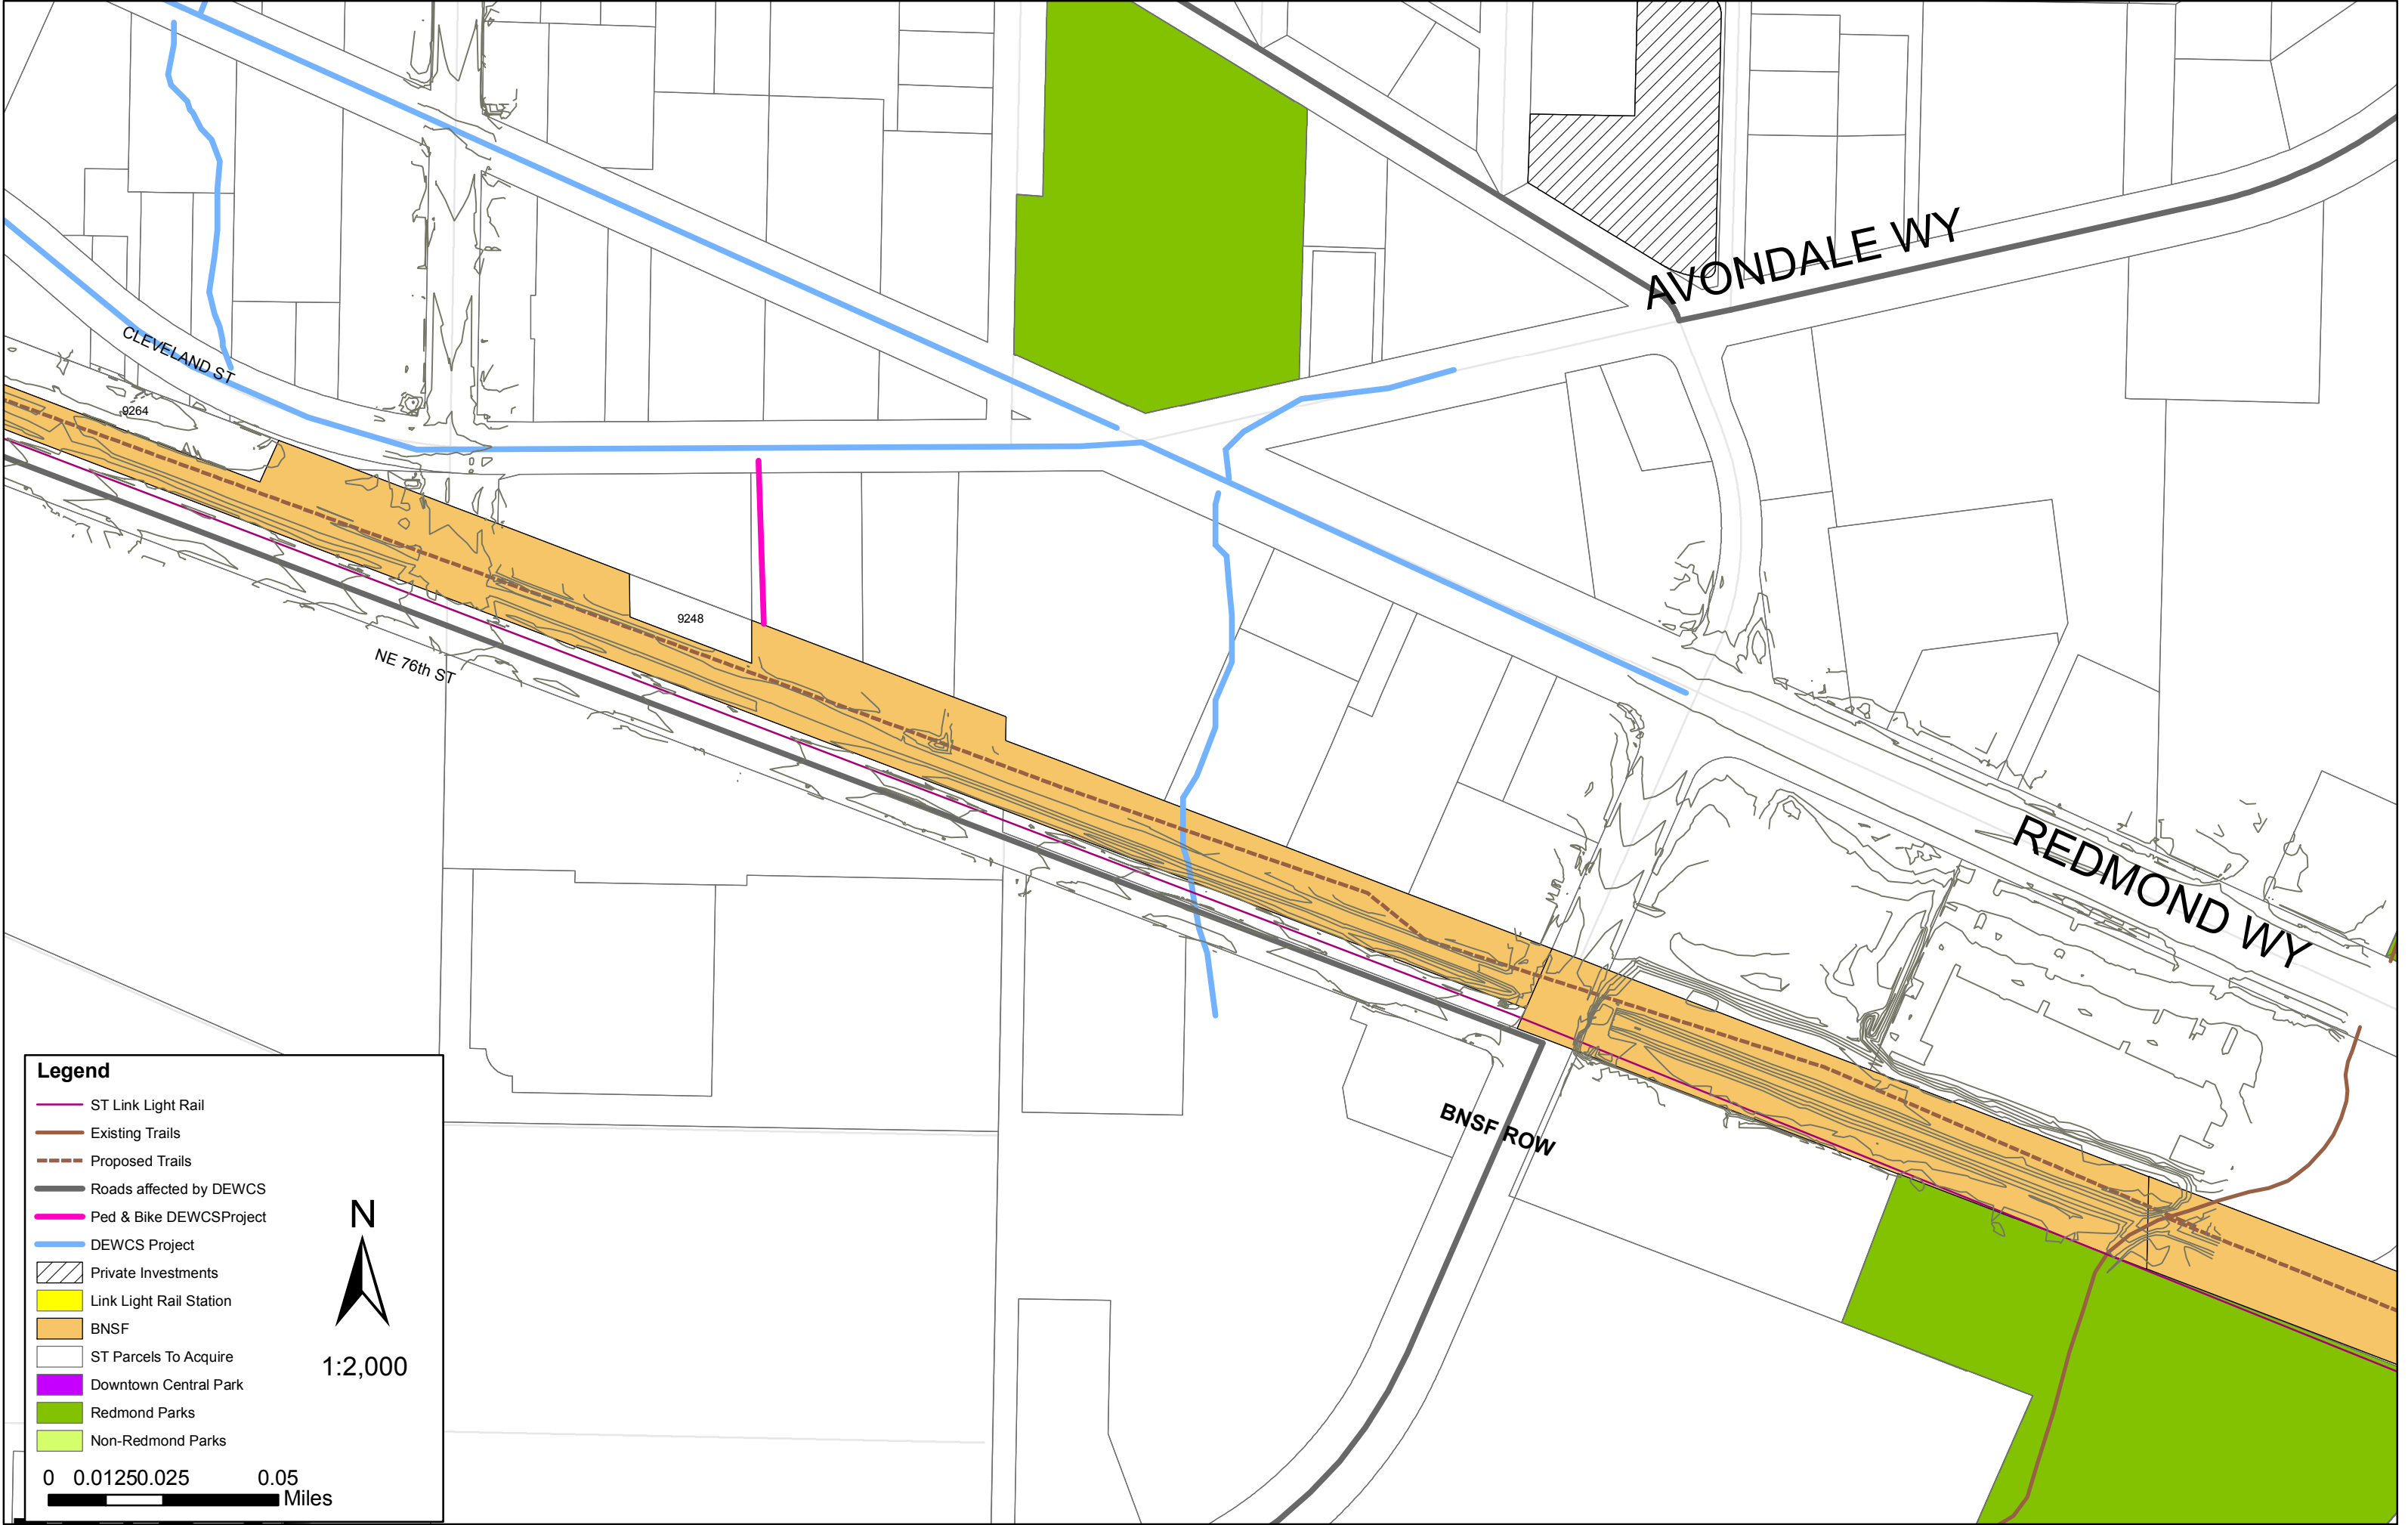 AVONDALE WY
CLEVELAND ST
9264
9248
NE 76th ST
REDMOND WY
BNSF ROW
Legend
ST Link Light Rail
Existing Trails
Proposed Trails
Roads affected by DEWCS
Ped & Bike DEWCSProject
DEWCS Project
Private Investments
Link Light Rail Station
BNSF
ST Parcels To Acquire
Downtown Central Park
Redmond Parks
Non-Redmond Parks
N
1:2,000
0 0.01250.025 0.05
Miles